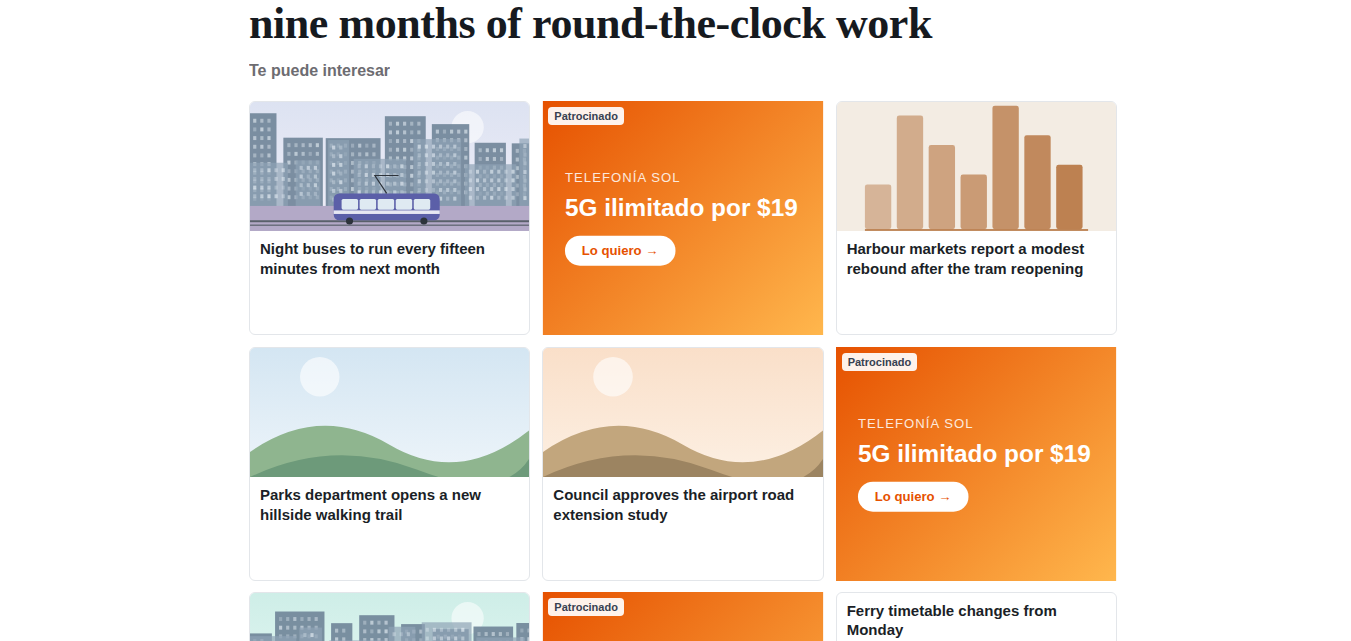 nine months of round-the-clock work
Te puede interesar
Night buses to run every fifteen
minutes from next month
Patrocinado
TELEFONÍA SOL
5G ilimitado por $19
Lo quiero →
Harbour markets report a modest
rebound after the tram reopening
Parks department opens a new
hillside walking trail
Council approves the airport road
extension study
Patrocinado
TELEFONÍA SOL
5G ilimitado por $19
Lo quiero →
Patrocinado
Ferry timetable changes from
Monday